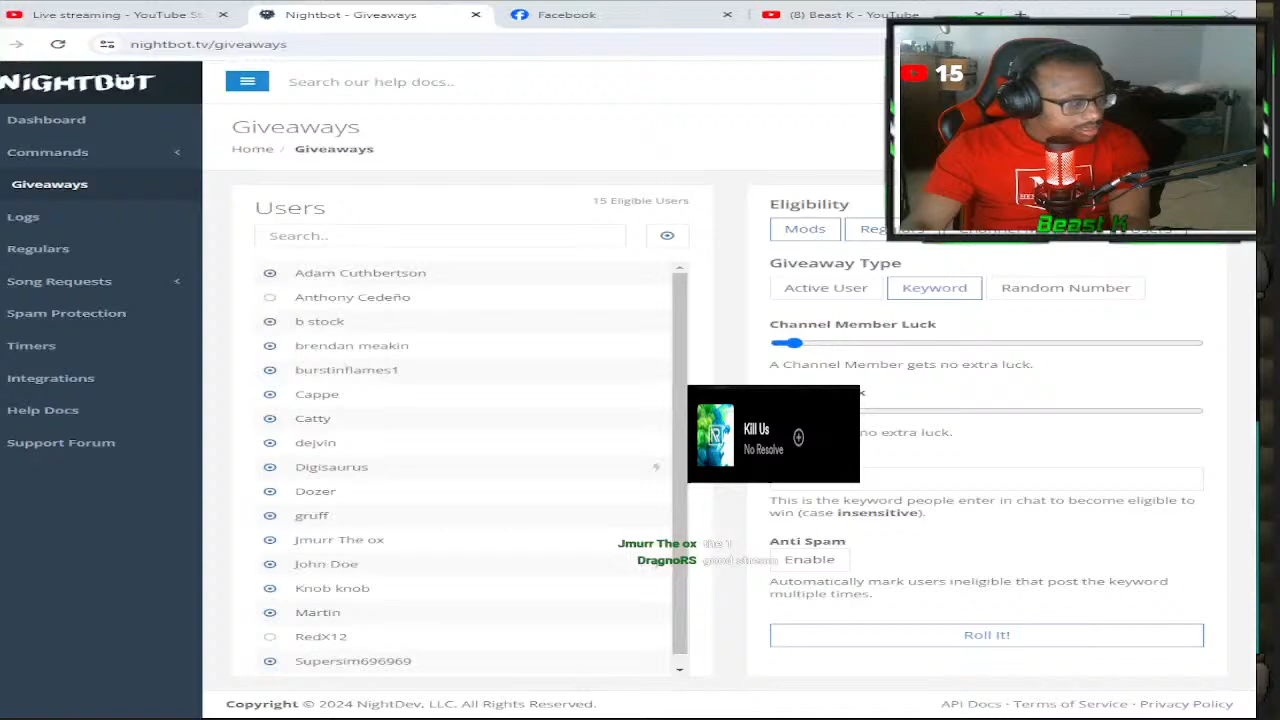 Live streaming - YouTube St
Nightbot - Giveaways
Facebook
(8) Beast K - YouTube
nightbot.tv/giveaways
NIGHTBOT
Search our help docs..
15
Dashboard
Commands
Giveaways
Logs
Regulars
Song Requests
Spam Protection
Timers
Integrations
Help Docs
Support Forum
Giveaways
Home / Giveaways
Users
15 Eligible Users
Search..
Adam Cuthbertson
Anthony Cedeño
b stock
brendan meakin
burstinflames1
Cappe
Catty
dejvin
Digisaurus
Dozer
gruff
Jmurr The ox
John Doe
Knob knob
Martin
RedX12
Supersim696969
Kill Us
No Resolve
Jmurr The ox the 1
DragnoRS good stream
Beast K
Eligibility
Mods
Giveaway Type
Active User Keyword Random Number
Channel Member Luck
A Channel Member gets no extra luck.
no extra luck.
This is the keyword people enter in chat to become eligible to
win (case insensitive).
Anti Spam
Enable
Automatically mark users ineligible that post the keyword
multiple times.
Roll It!
Copyright © 2024 NightDev, LLC. All Rights Reserved.
API Docs · Terms of Service · Privacy Policy